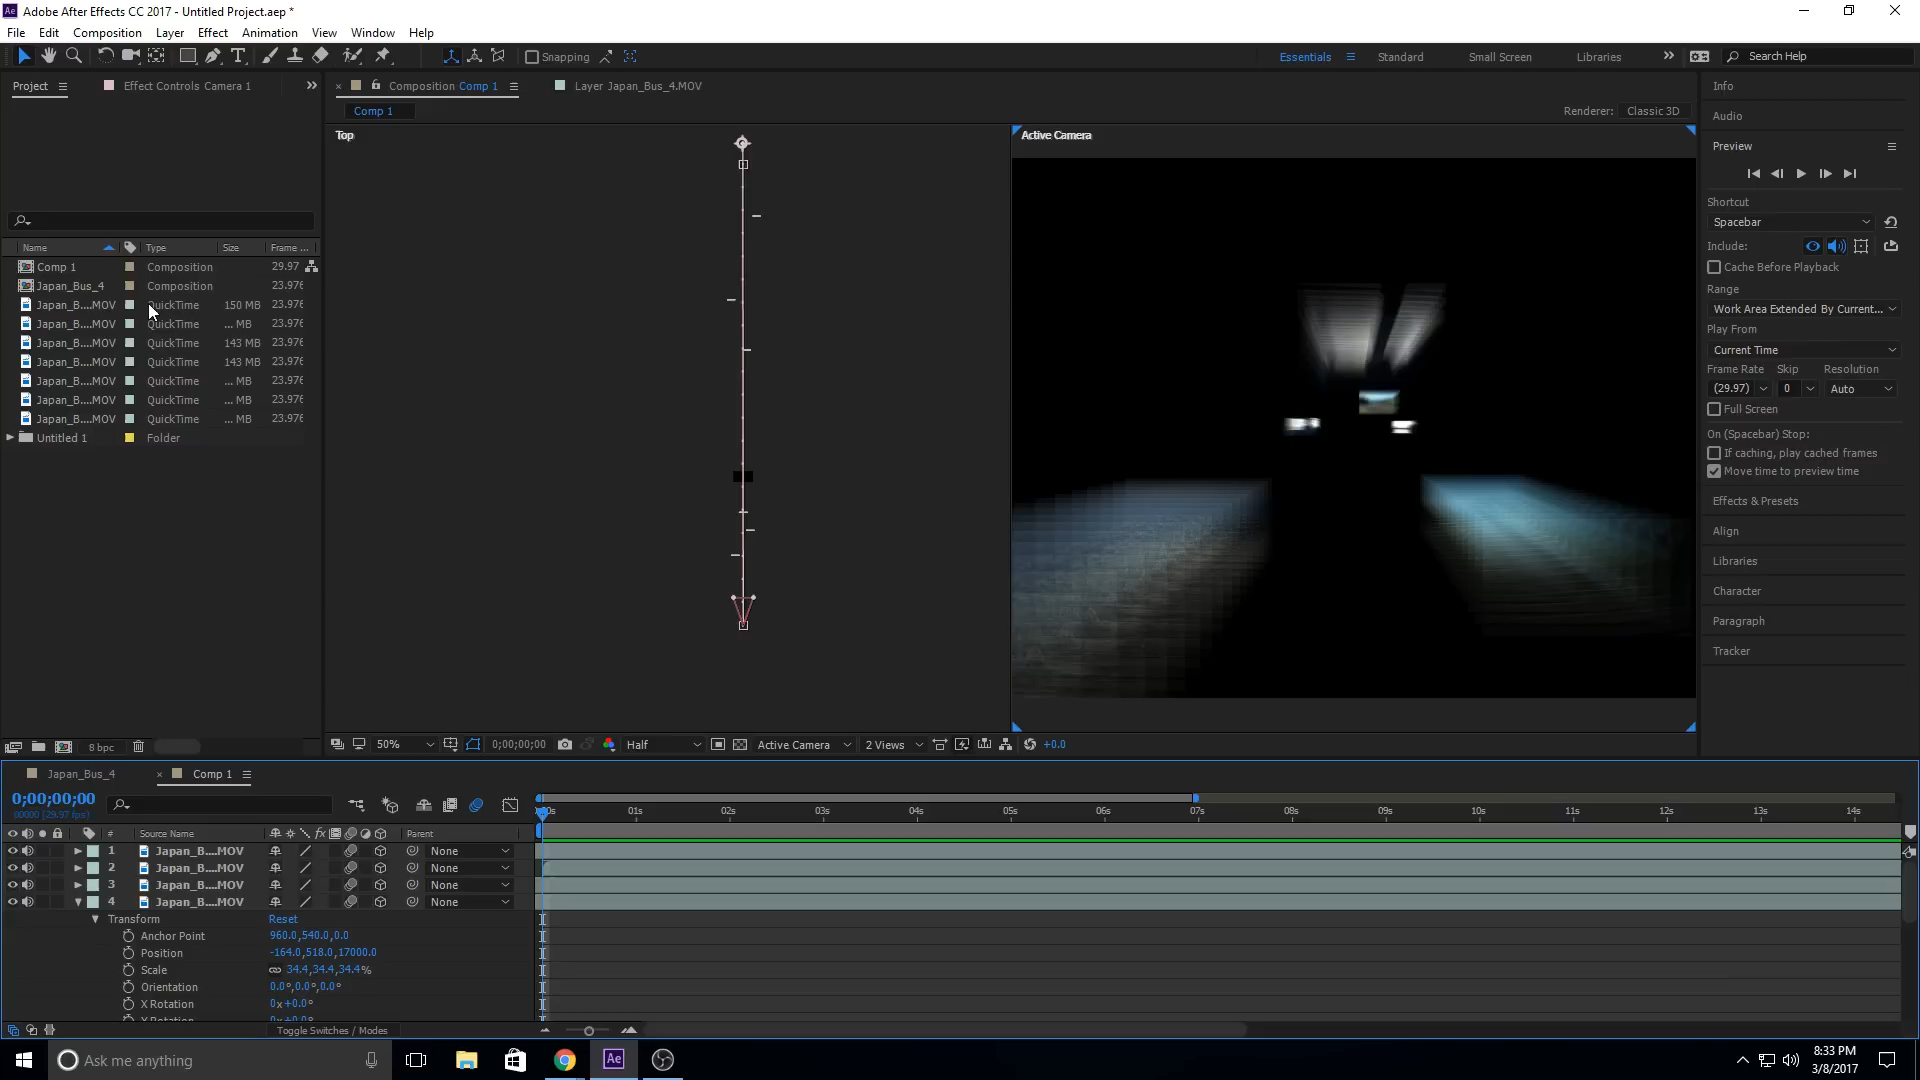 Ae Adobe After Effects CC 2017 - Untitled Project.aep *
File Edit Composition Layer Effect Animation View Window Help
Snapping
Essentials Standard Small Screen Libraries Search Help
Project Effect Controls Camera 1
Composition Comp 1 Layer Japan_Bus_4.MOV
Comp 1
Renderer: Classic 3D
Top
Active Camera
Name Type Size Frame ...
Comp 1 Composition 29.97
Japan_Bus_4 Composition 23.976
Japan_B....MOV QuickTime 150 MB 23.976
Japan_B....MOV QuickTime ... MB 23.976
Japan_B....MOV QuickTime 143 MB 23.976
Japan_B....MOV QuickTime 143 MB 23.976
Japan_B....MOV QuickTime ... MB 23.976
Japan_B....MOV QuickTime ... MB 23.976
Japan_B....MOV QuickTime ... MB 23.976
Untitled 1 Folder
8 bpc
50% 0;00;00;00 Half Active Camera 2 Views +0.0
Info
Audio
Preview
Shortcut
Spacebar
Include:
Cache Before Playback
Range
Work Area Extended By Current...
Play From
Current Time
Frame Rate Skip Resolution
(29.97) 0 Auto
Full Screen
On (Spacebar) Stop:
If caching, play cached frames
Move time to preview time
Effects & Presets
Align
Libraries
Character
Paragraph
Tracker
Japan_Bus_4 Comp 1
0;00;00;00
00000 (29.97 fps)
01s 02s 03s 04s 05s 06s 07s 08s 09s 10s 11s 12s 13s 14s
# Source Name fx Parent
1 Japan_B....MOV None
2 Japan_B....MOV None
3 Japan_B....MOV None
4 Japan_B....MOV None
Transform Reset
Anchor Point 960.0,540.0,0.0
Position -164.0,518.0,17000.0
Scale 34.4,34.4,34.4%
Orientation 0.0°,0.0°,0.0°
X Rotation 0x+0.0°
Toggle Switches / Modes
Ask me anything
Ae
8:33 PM
3/8/2017